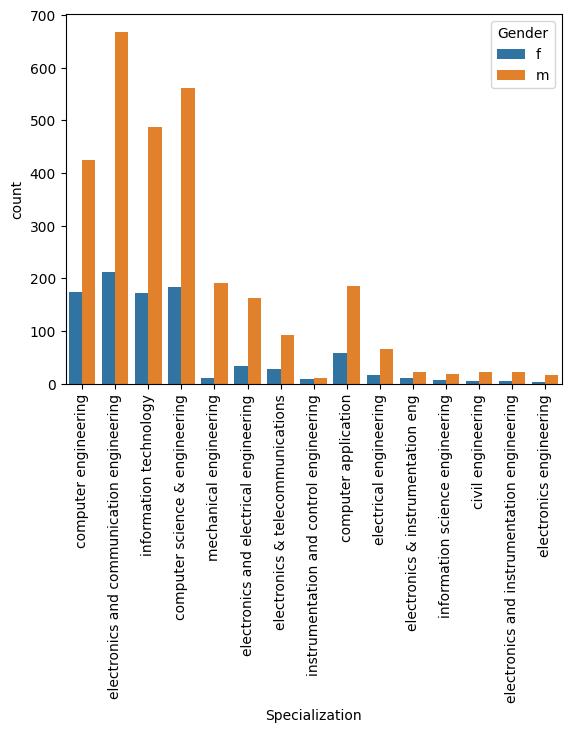 700
600
500
400
300
200
100
0
count
Gender
f
m
computer engineering
electronics and communication engineering
information technology
computer science & engineering
mechanical engineering
electronics and electrical engineering
electronics & telecommunications
instrumentation and control engineering
computer application
electrical engineering
electronics & instrumentation eng
information science engineering
civil engineering
electronics and instrumentation engineering
electronics engineering
Specialization